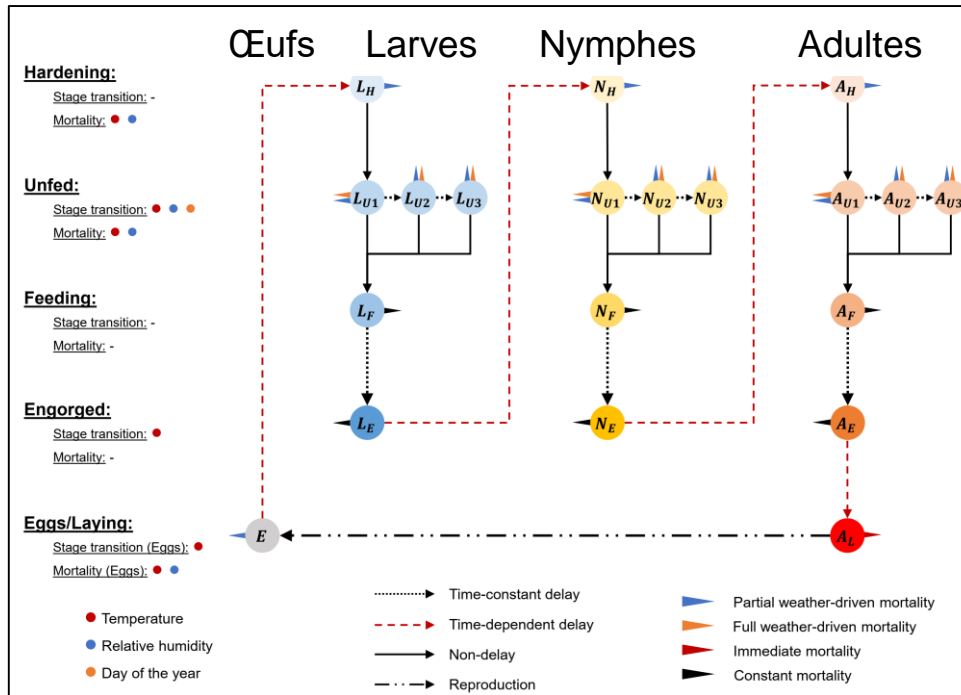 Œufs Larves Nymphes Adultes
Hardening:
Stage transition: -
Mortality:
L_H N_H A_H
Unfed:
Stage transition:
Mortality:
L_U1 L_U2 L_U3 N_U1 N_U2 N_U3 A_U1 A_U2 A_U3
Feeding:
Stage transition: -
Mortality: -
L_F N_F A_F
Engorged:
Stage transition:
Mortality: -
L_E N_E A_E
Eggs/Laying:
Stage transition (Eggs):
Mortality (Eggs):
E A_L
Temperature
Relative humidity
Day of the year
Time-constant delay
Time-dependent delay
Non-delay
Reproduction
Partial weather-driven mortality
Full weather-driven mortality
Immediate mortality
Constant mortality